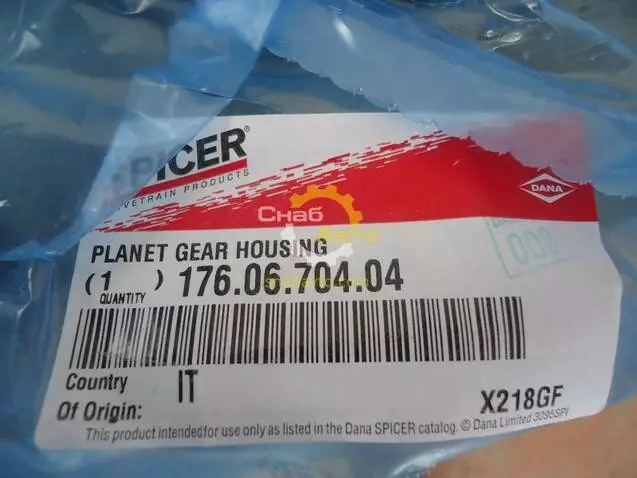 SPICER®
DRIVETRAIN PRODUCTS
DANA
Снаб
Авто
PLANET GEAR HOUSING
( 1 ) 176.06.704.04
QUANTITY
Country
Of Origin:
IT
X218GF
This product intended for use only as listed in the Dana SPICER catalog. © Dana Limited 3095SPI